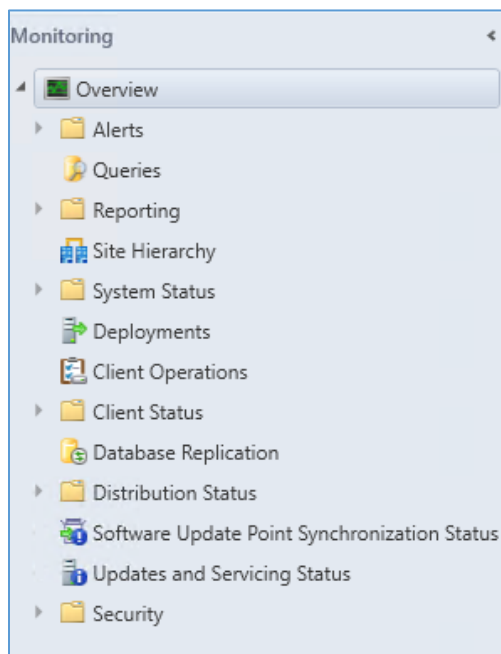 Monitoring
Overview
Alerts
Queries
Reporting
Site Hierarchy
System Status
Deployments
Client Operations
Client Status
Database Replication
Distribution Status
Software Update Point Synchronization Status
Updates and Servicing Status
Security